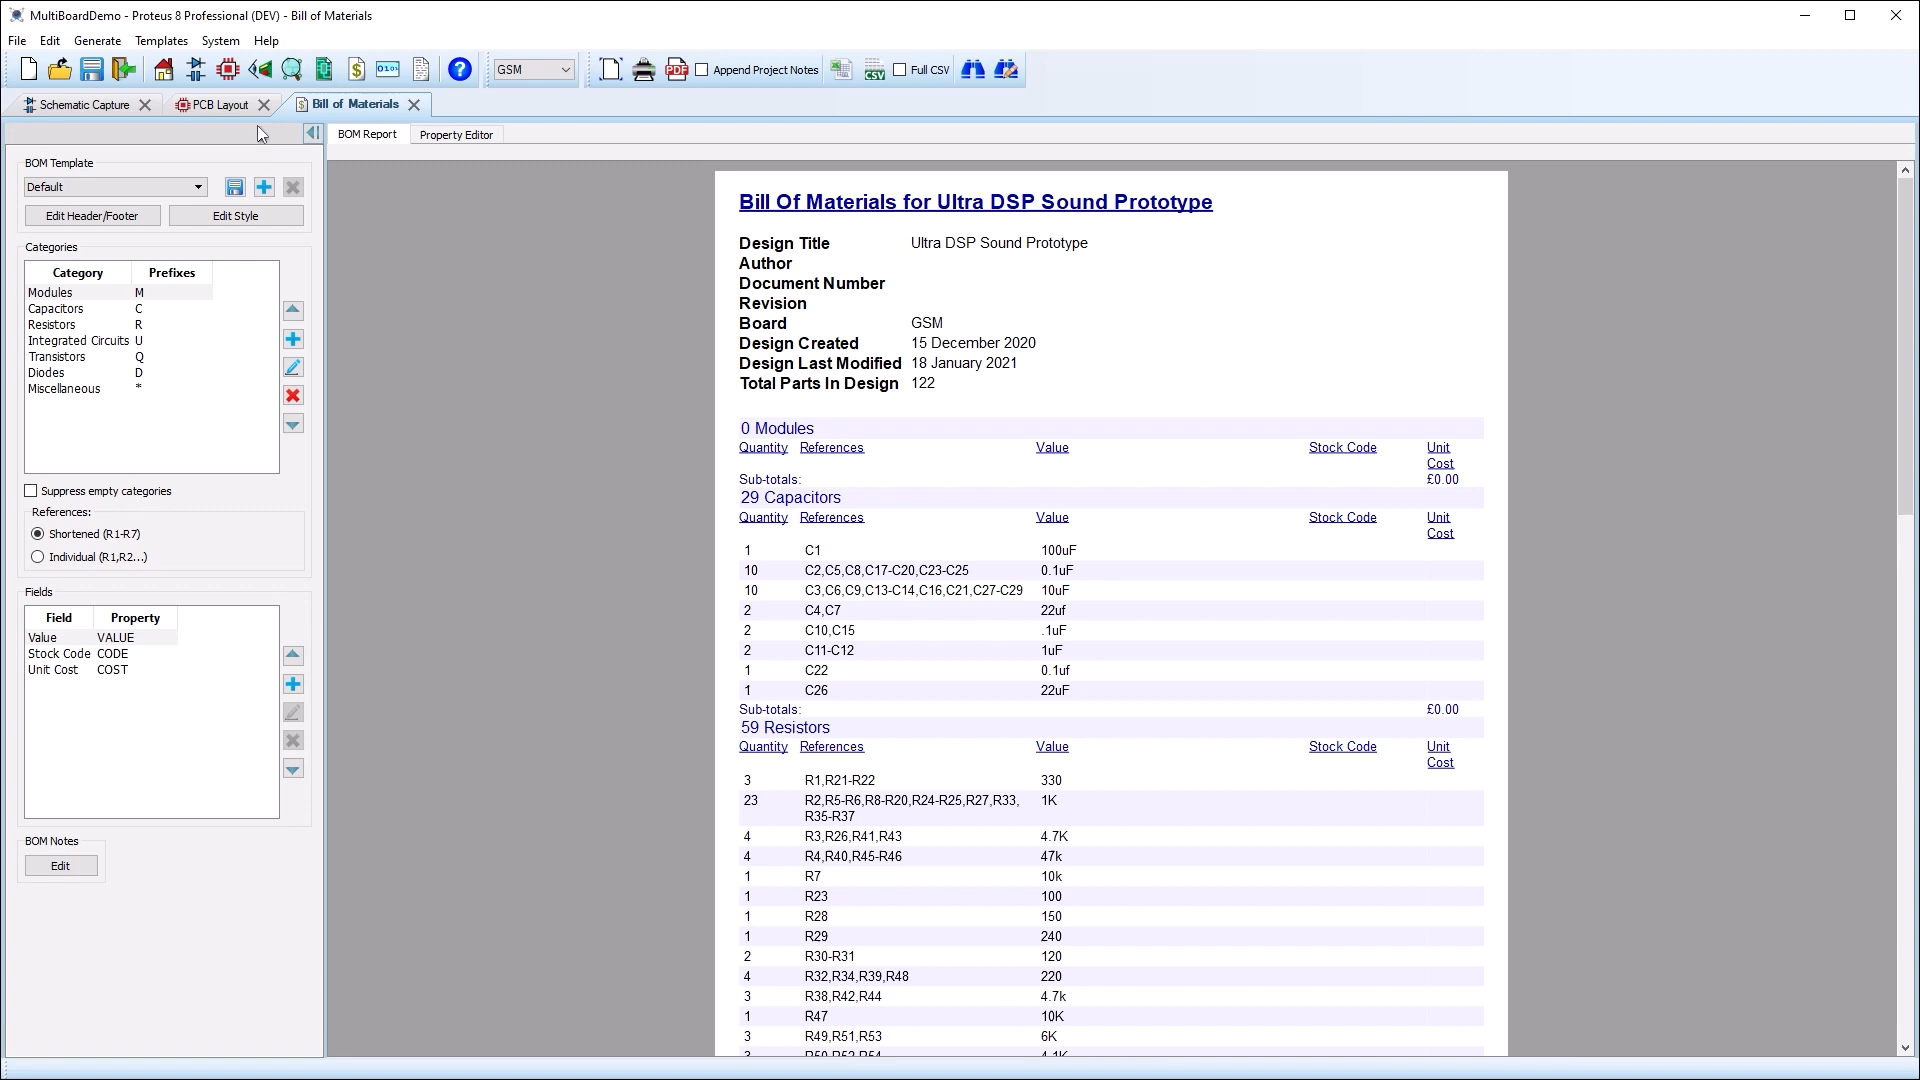 MultiBoardDemo - Proteus 8 Professional (DEV) - Bill of Materials
File Edit Generate Templates System Help
GSM Append Project Notes Full CSV
Schematic Capture PCB Layout Bill of Materials
BOM Report Property Editor
BOM Template
Default
Edit Header/Footer Edit Style
Categories
Category Prefixes
Modules M
Capacitors C
Resistors R
Integrated Circuits U
Transistors Q
Diodes D
Miscellaneous *
Suppress empty categories
References:
Shortened (R1-R7)
Individual (R1,R2...)
Fields
Field Property
Value VALUE
Stock Code CODE
Unit Cost COST
BOM Notes
Edit
Bill Of Materials for Ultra DSP Sound Prototype
Design Title Ultra DSP Sound Prototype
Author
Document Number
Revision
Board GSM
Design Created 15 December 2020
Design Last Modified 18 January 2021
Total Parts In Design 122
0 Modules
Quantity References Value Stock Code Unit
Cost
Sub-totals: £0.00
29 Capacitors
Quantity References Value Stock Code Unit
Cost
1 C1 100uF
10 C2,C5,C8,C17-C20,C23-C25 0.1uF
10 C3,C6,C9,C13-C14,C16,C21,C27-C29 10uF
2 C4,C7 22uf
2 C10,C15 .1uF
2 C11-C12 1uF
1 C22 0.1uf
1 C26 22uF
Sub-totals: £0.00
59 Resistors
Quantity References Value Stock Code Unit
Cost
3 R1,R21-R22 330
23 R2,R5-R6,R8-R20,R24-R25,R27,R33, 1K
R35-R37
4 R3,R26,R41,R43 4.7K
4 R4,R40,R45-R46 47k
1 R7 10k
1 R23 100
1 R28 150
1 R29 240
2 R30-R31 120
4 R32,R34,R39,R48 220
3 R38,R42,R44 4.7k
1 R47 10K
3 R49,R51,R53 6K